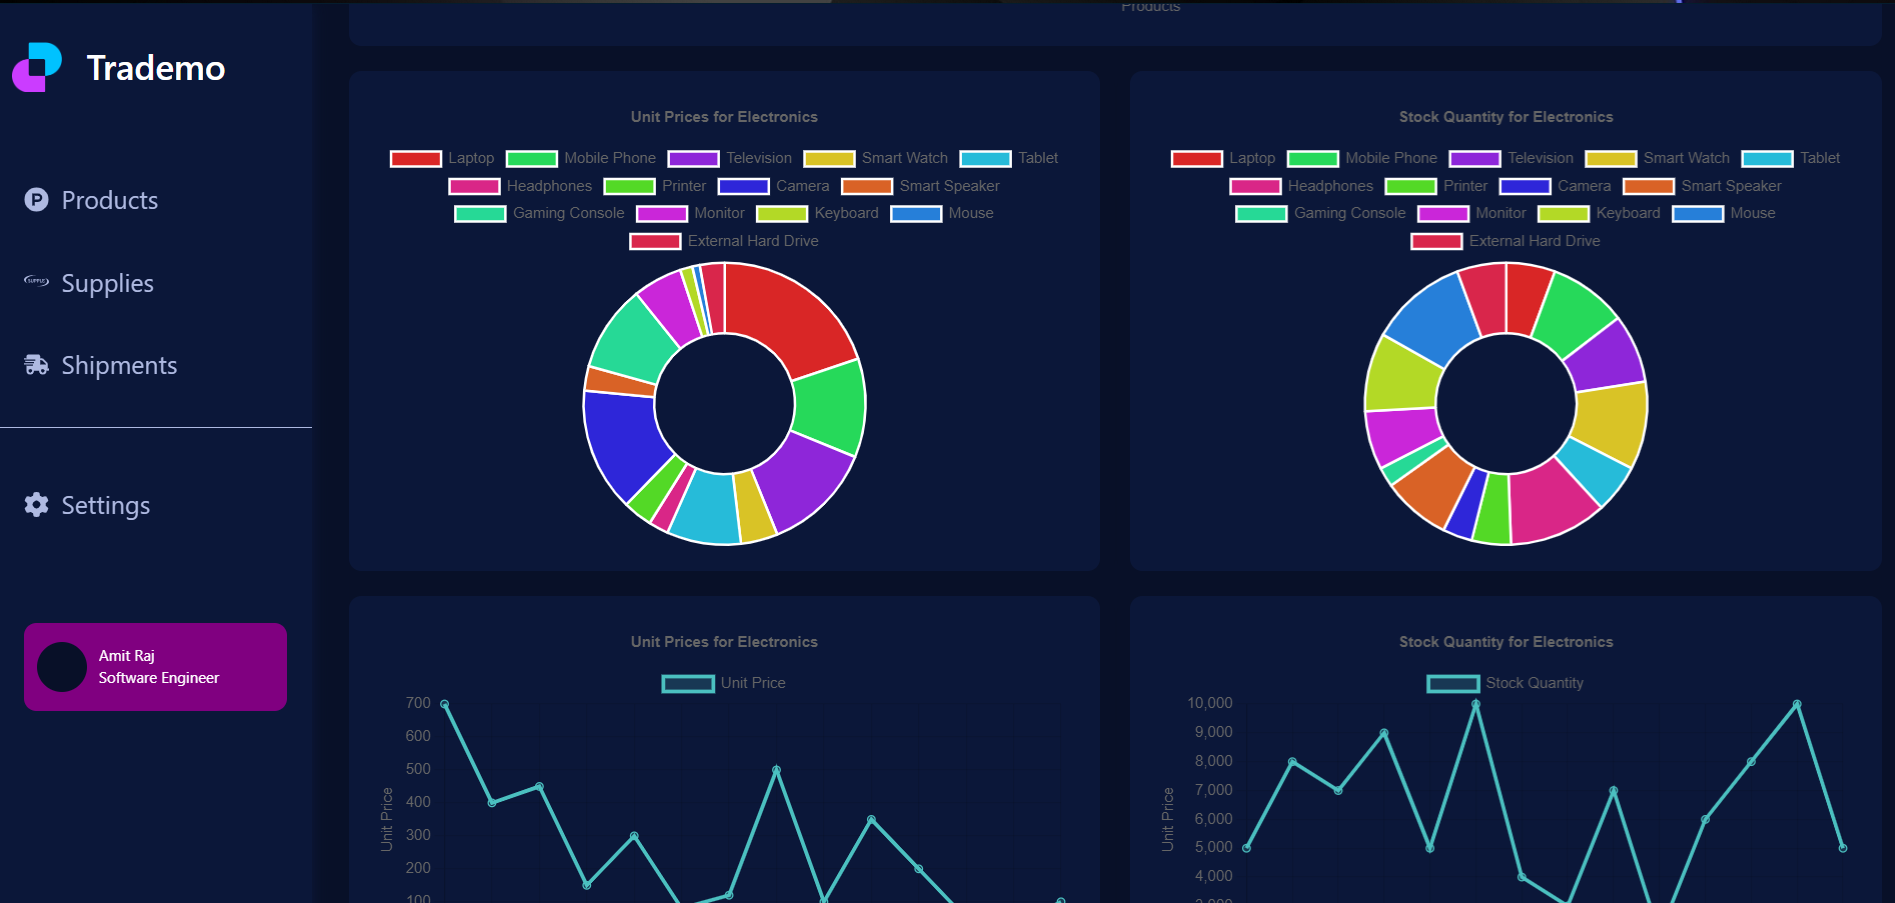 Products
Trademo
Products
Supplies
Shipments
Settings
Amit Raj
Software Engineer
Unit Prices for Electronics
Laptop Mobile Phone Television Smart Watch Tablet
Headphones Printer Camera Smart Speaker
Gaming Console Monitor Keyboard Mouse
External Hard Drive
Stock Quantity for Electronics
Laptop Mobile Phone Television Smart Watch Tablet
Headphones Printer Camera Smart Speaker
Gaming Console Monitor Keyboard Mouse
External Hard Drive
Unit Prices for Electronics
Unit Price
700
600
500
400
300
200
100
Unit Price
Stock Quantity for Electronics
Stock Quantity
10,000
9,000
8,000
7,000
6,000
5,000
4,000
3,000
Unit Price